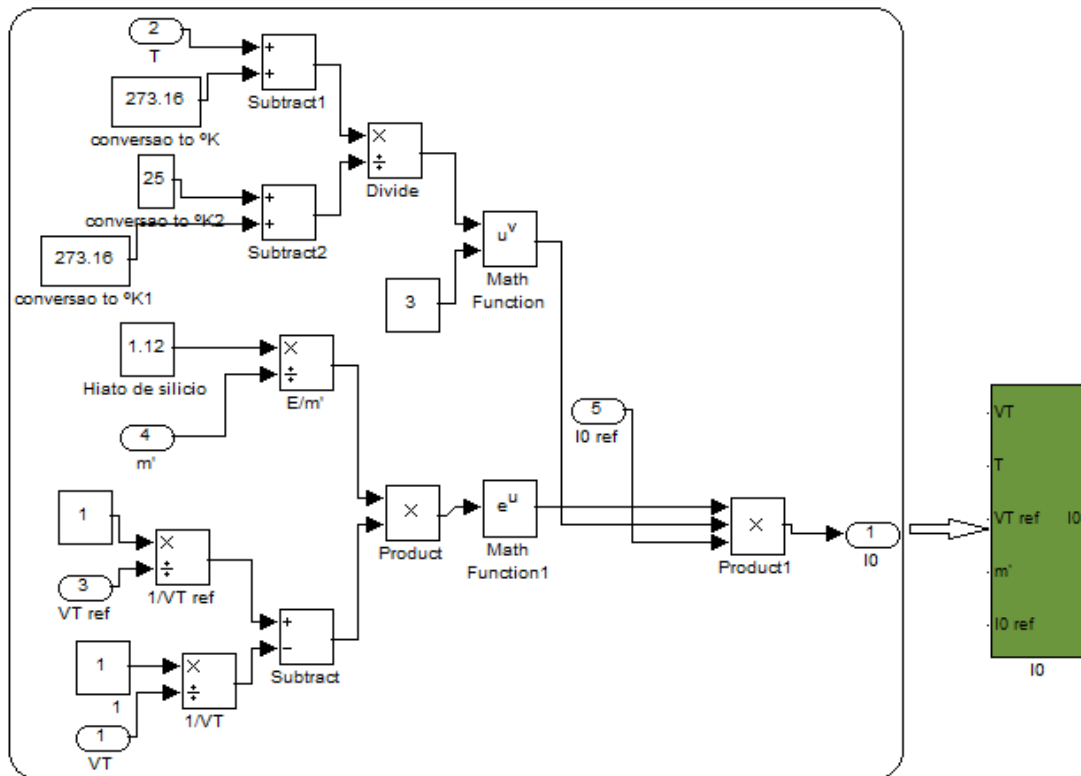 2
T
+
+
Subtract1
273.16
conversao to ºK
×
÷
Divide
25
conversao to ºK2
+
+
Subtract2
273.16
conversao to ºK1
u^v
Math
Function
3
1.12
Hiato de silicio
×
÷
E/m'
4
m'
5
I0 ref
1
×
÷
1/VT ref
3
VT ref
×
Product
e^u
Math
Function1
×
Product1
1
I0
+
−
Subtract
1
1
×
÷
1/VT
1
VT
VT
T
VT ref
m'
I0 ref
I0
I0